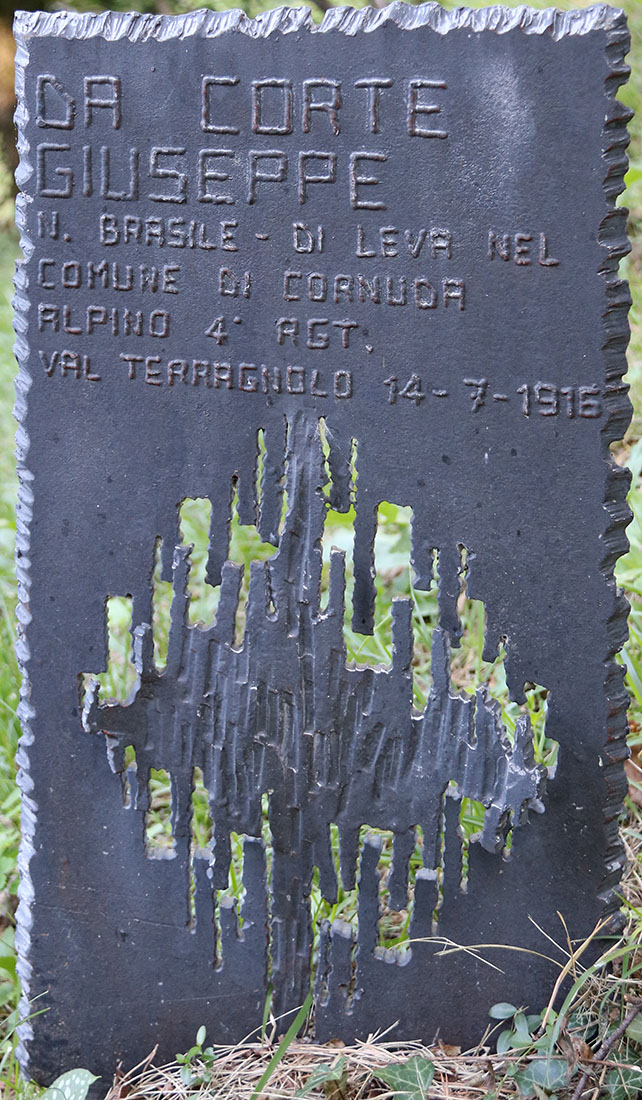 DA CORTE
GIUSEPPE
N. BRASILE - DI LEVA NEL
COMUNE DI CORNUDA
ALPINO 4° RGT.
VAL TERRAGNOLO 14-7-1916